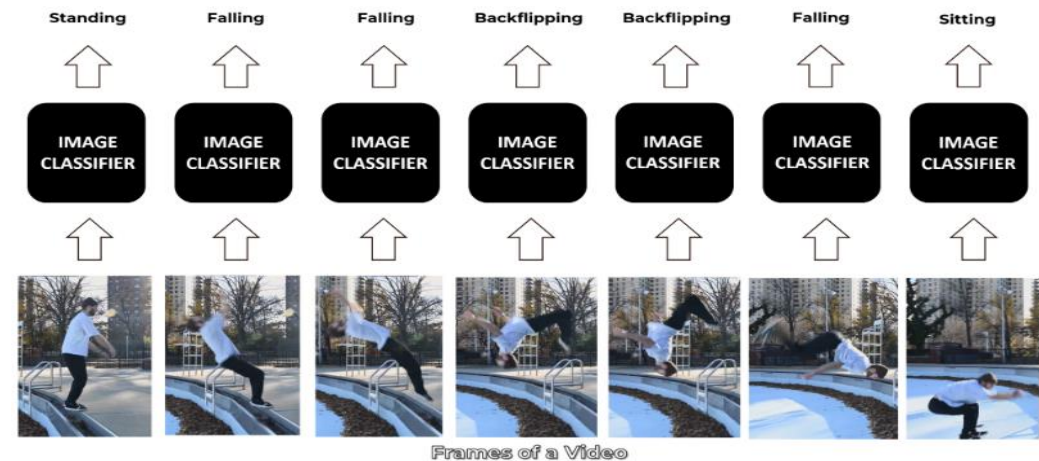 Standing
Falling
Falling
Backflipping
Backflipping
Falling
Sitting
IMAGE
CLASSIFIER
IMAGE
CLASSIFIER
IMAGE
CLASSIFIER
IMAGE
CLASSIFIER
IMAGE
CLASSIFIER
IMAGE
CLASSIFIER
IMAGE
CLASSIFIER
Frames of a Video